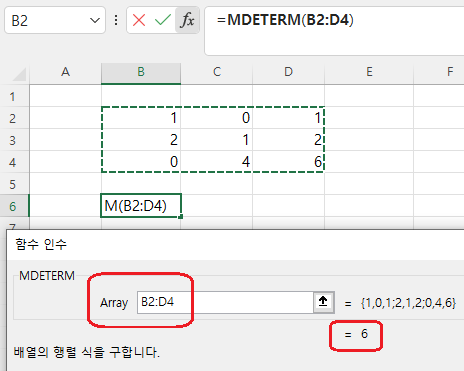 B2 fx =MDETERM(B2:D4)
A B C D E F
1
2 1 0 1
3 2 1 2
4 0 4 6
5
6 M(B2:D4)
함수 인수
MDETERM
Array B2:D4 = {1,0,1;2,1,2;0,4,6}
= 6
배열의 행렬 식을 구합니다.